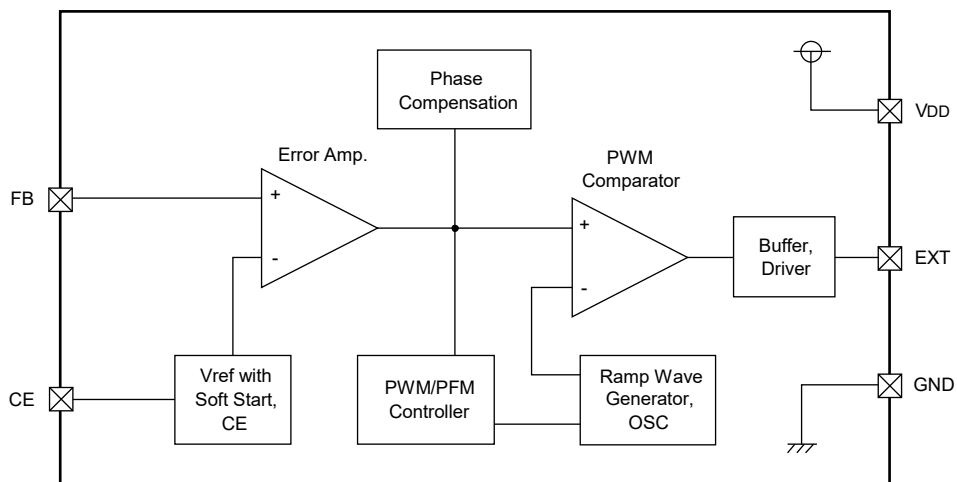 Phase
Compensation
Error Amp.
PWM
Comparator
VDD
FB
+
-
+
-
Buffer,
Driver
EXT
CE
Vref with
Soft Start,
CE
PWM/PFM
Controller
Ramp Wave
Generator,
OSC
GND